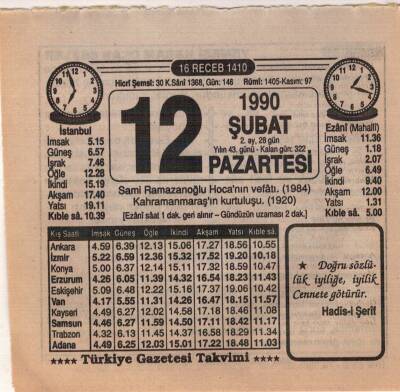 16 RECEB 1410
Hicrî Şemsî: 30 K.Sânî 1368, Gün: 146 Rûmî: 1405-Kasım: 97
12
1990
ŞUBAT
2. ay, 28 gün
Yılın 43. günü - Kalan gün: 322
PAZARTESİ
İstanbul
İmsak 5.15
Güneş 6.57
İşrak 7.46
Öğle 12.28
İkindi 15.19
Akşam 17.40
Yatsı 19.11
Kıble sâ. 10.39
Ezânî (Mahallî)
İmsak 11.36
Güneş 1.18
İşrak 2.07
Öğle 6.49
İkindi 9.40
Akşam 12.00
Yatsı 1.31
Kıble sâ. 5.00
Sami Ramazanoğlu Hoca'nın vefâtı. (1984)
Kahramanmaraş'ın kurtuluşu. (1920)
[Ezânî sâat 1 dak. geri alınır – Gündüzün uzaması 2 dak.]
Kış Saati İmsak Güneş Öğle İkindi Akşam Yatsı Kıble sâ.
Ankara 4.59 6.39 12.13 15.06 17.27 18.56 10.55
İzmir 5.22 6.59 12.36 15.32 17.52 19.20 10.18
Konya 5.00 6.37 12.14 15.11 17.32 18.59 10.47
Erzurum 4.26 6.05 11.39 14.32 16.54 18.23 11.43
Eskişehir 5.09 6.48 12.22 15.16 17.37 19.06 10.42
Van 4.17 5.55 11.31 14.26 16.47 18.15 11.57
Kayseri 4.49 6.27 12.02 14.58 17.18 18.46 11.08
Samsun 4.46 6.27 11.59 14.50 17.11 18.42 11.17
Trabzon 4.32 6.13 11.45 14.37 16.58 18.29 11.34
Adana 4.49 6.25 12.03 15.01 17.22 18.48 11.03
★ Doğru sözlü-
lük iyiliğe, iyilik
Cennete götürür.
Hadis-i Şerif
★★★★ Türkiye Gazetesi Takvimi ★★★★